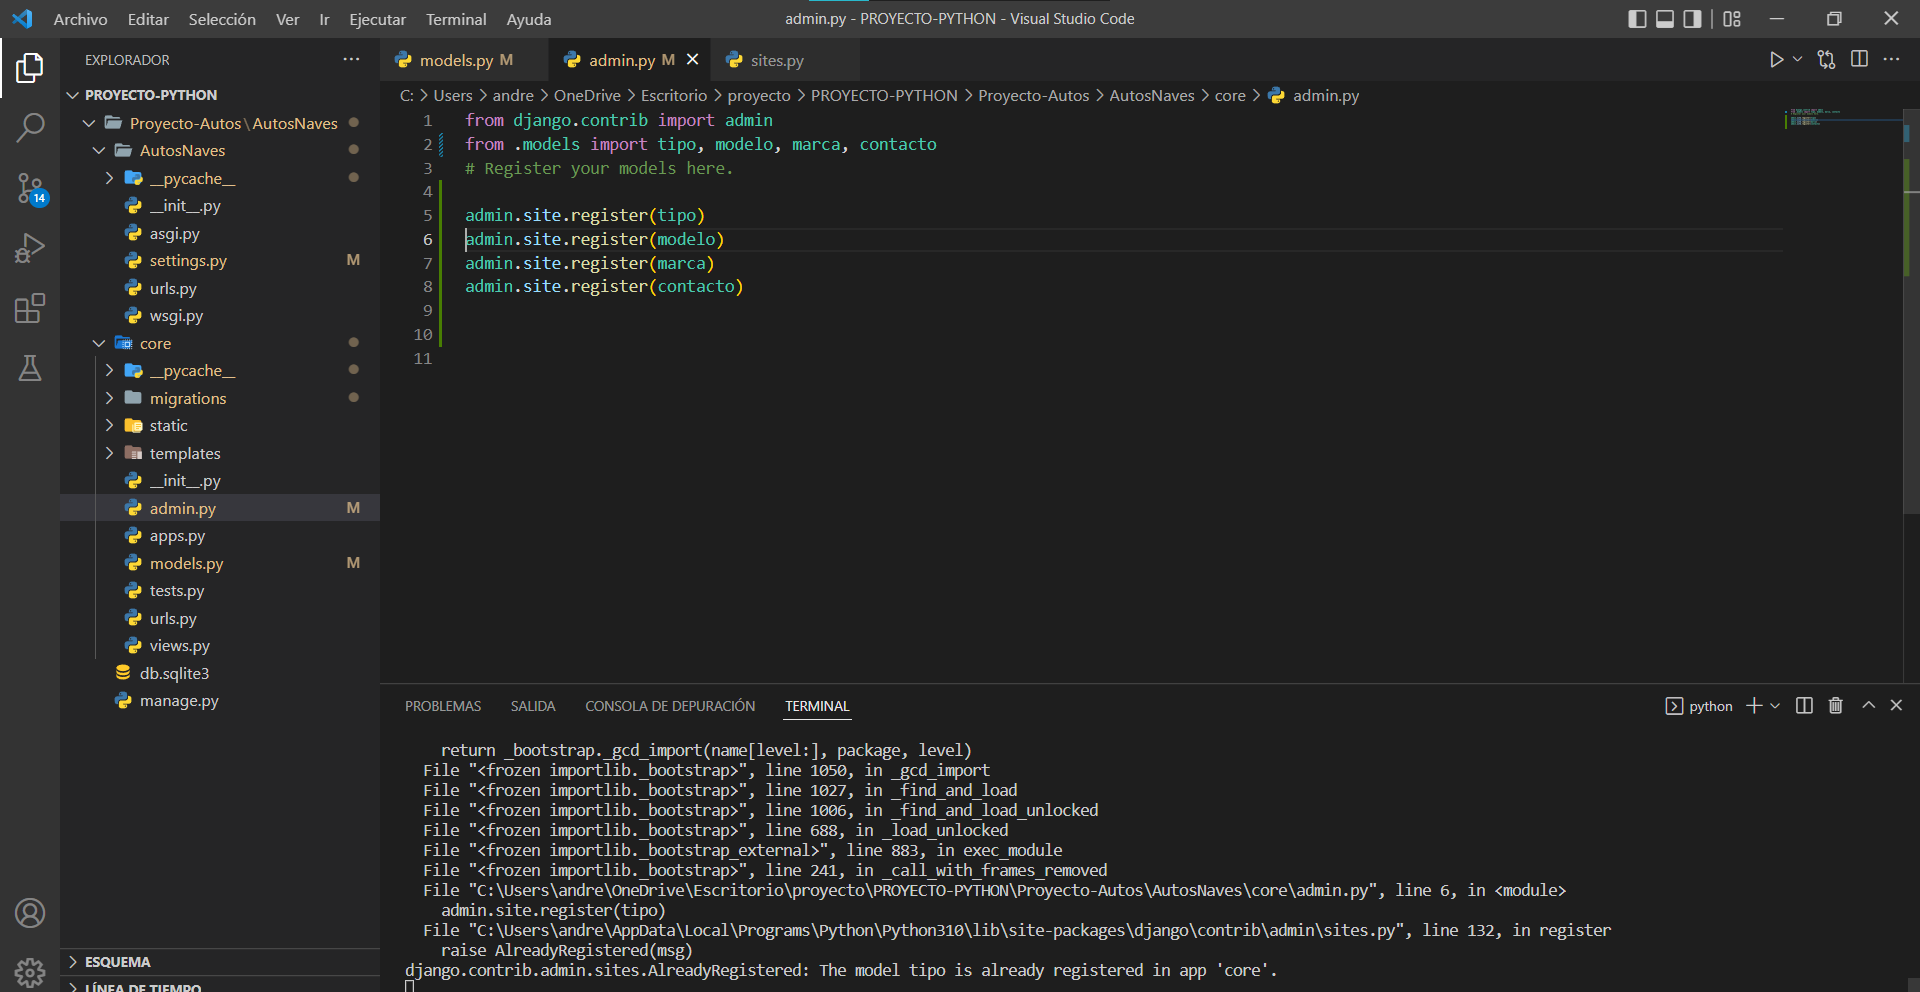 Archivo Editar Selección Ver Ir Ejecutar Terminal Ayuda
admin.py - PROYECTO-PYTHON - Visual Studio Code
EXPLORADOR ...
PROYECTO-PYTHON
Proyecto-Autos \ AutosNaves
AutosNaves
__pycache__
__init__.py
asgi.py
settings.py M
urls.py
wsgi.py
core
__pycache__
migrations
static
templates
__init__.py
admin.py M
apps.py
models.py M
tests.py
urls.py
views.py
db.sqlite3
manage.py
ESQUEMA
LÍNEA DE TIEMPO
14
models.py M admin.py M sites.py
C: > Users > andre > OneDrive > Escritorio > proyecto > PROYECTO-PYTHON > Proyecto-Autos > AutosNaves > core > admin.py
1 from django.contrib import admin
2 from .models import tipo, modelo, marca, contacto
3 # Register your models here.
4
5 admin.site.register(tipo)
6 admin.site.register(modelo)
7 admin.site.register(marca)
8 admin.site.register(contacto)
9
10
11
PROBLEMAS SALIDA CONSOLA DE DEPURACIÓN TERMINAL
python
return _bootstrap._gcd_import(name[level:], package, level)
File "<frozen importlib._bootstrap>", line 1050, in _gcd_import
File "<frozen importlib._bootstrap>", line 1027, in _find_and_load
File "<frozen importlib._bootstrap>", line 1006, in _find_and_load_unlocked
File "<frozen importlib._bootstrap>", line 688, in _load_unlocked
File "<frozen importlib._bootstrap_external>", line 883, in exec_module
File "<frozen importlib._bootstrap>", line 241, in _call_with_frames_removed
File "C:\Users\andre\OneDrive\Escritorio\proyecto\PROYECTO-PYTHON\Proyecto-Autos\AutosNaves\core\admin.py", line 6, in <module>
admin.site.register(tipo)
File "C:\Users\andre\AppData\Local\Programs\Python\Python310\lib\site-packages\django\contrib\admin\sites.py", line 132, in register
raise AlreadyRegistered(msg)
django.contrib.admin.sites.AlreadyRegistered: The model tipo is already registered in app 'core'.